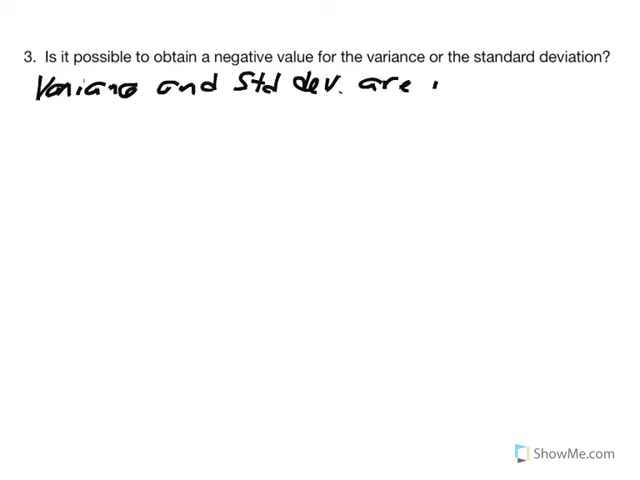 3. Is it possible to obtain a negative value for the variance or the standard deviation?
Variance and Std dev. are
ShowMe.com